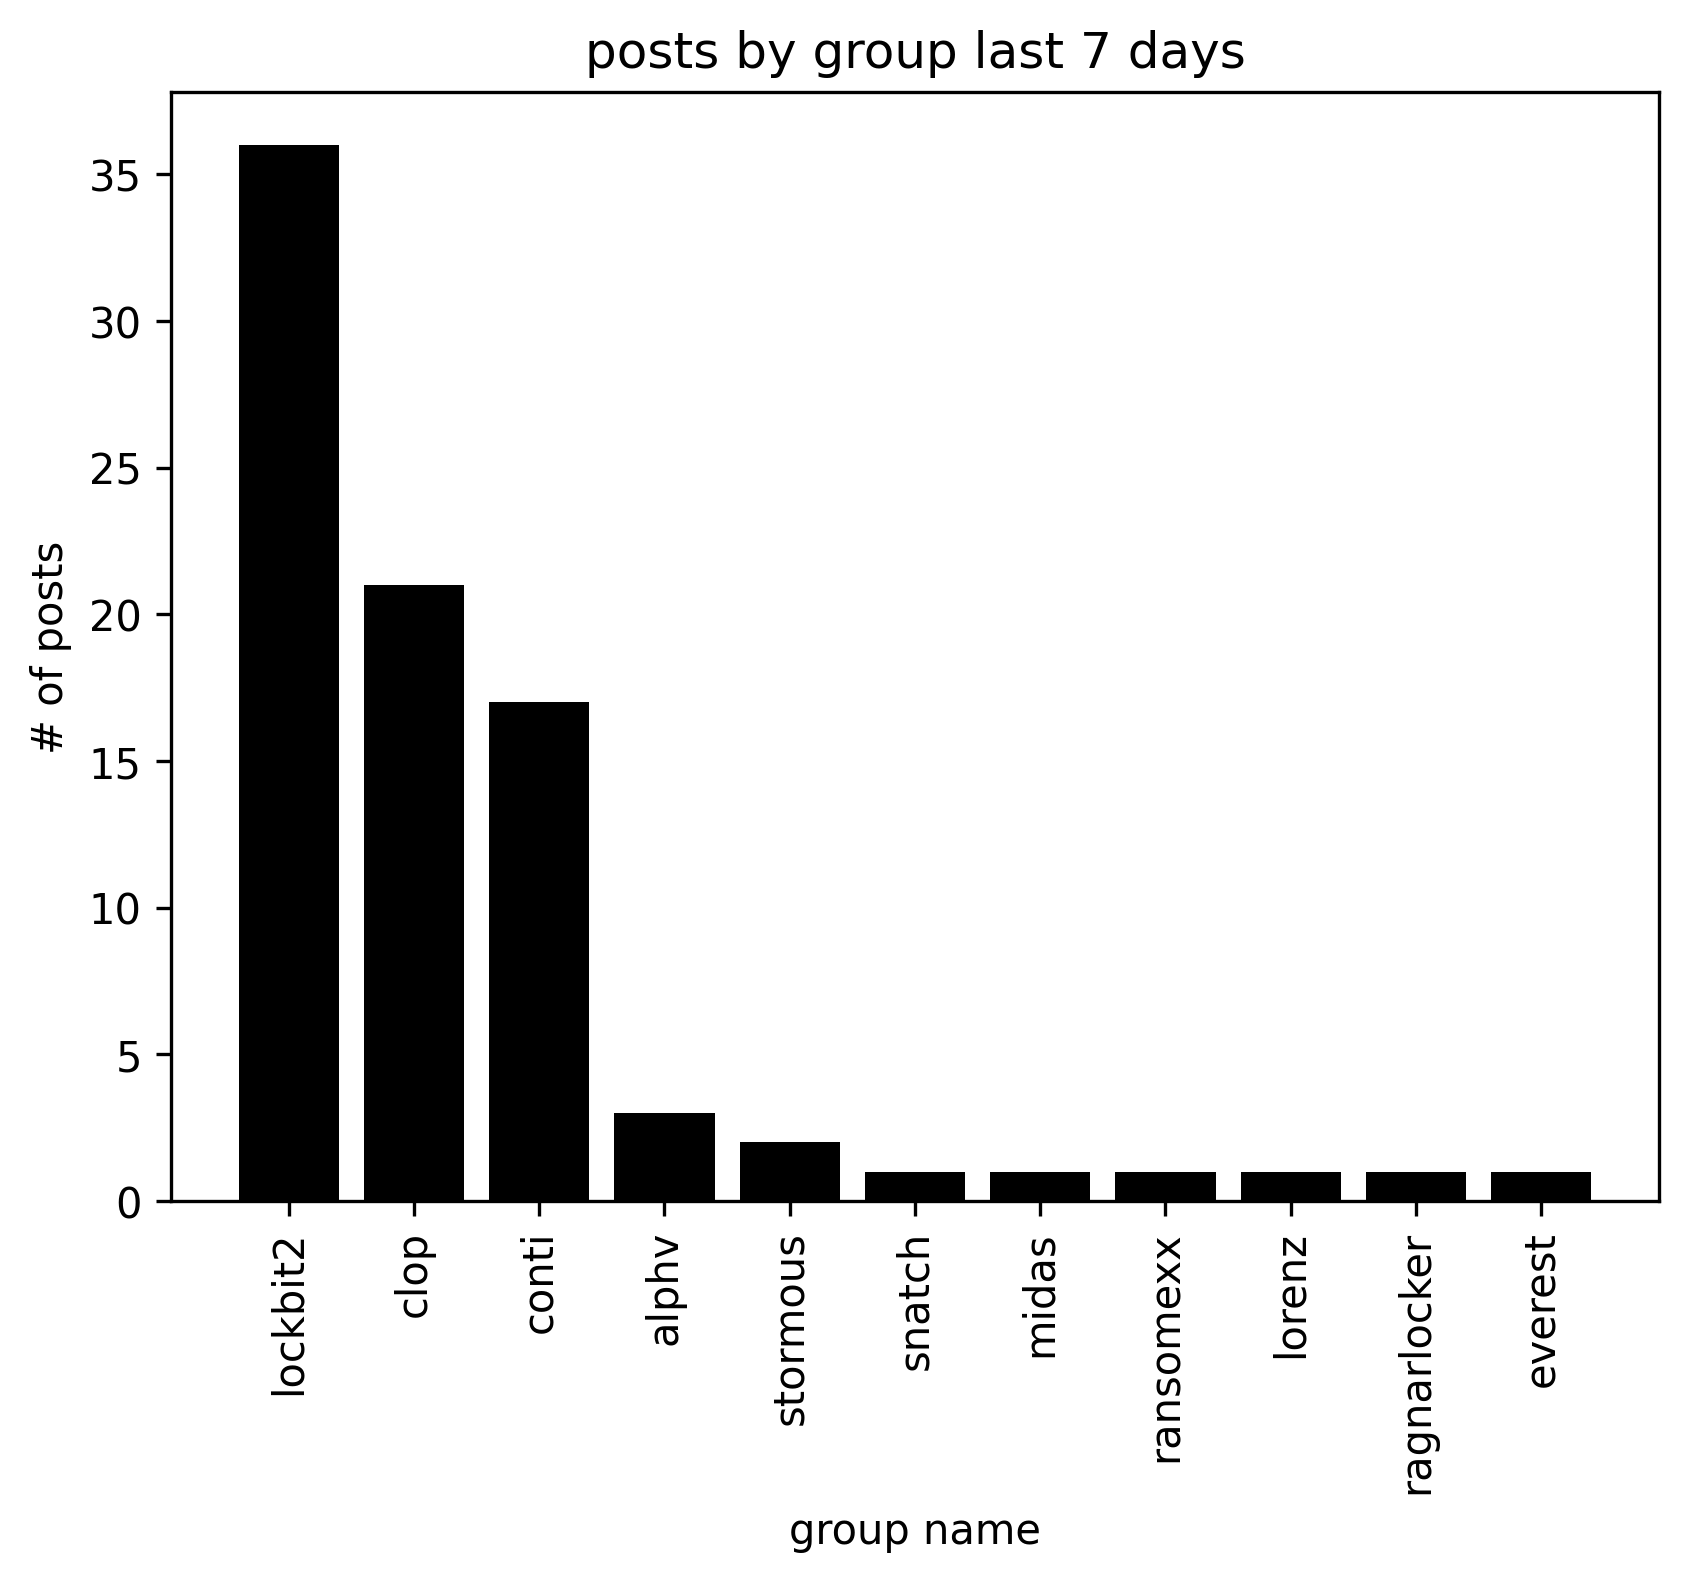 posts by group last 7 days
# of posts
35
30
25
20
15
10
5
0
lockbit2
clop
conti
alphv
stormous
snatch
midas
ransomexx
lorenz
ragnarlocker
everest
group name